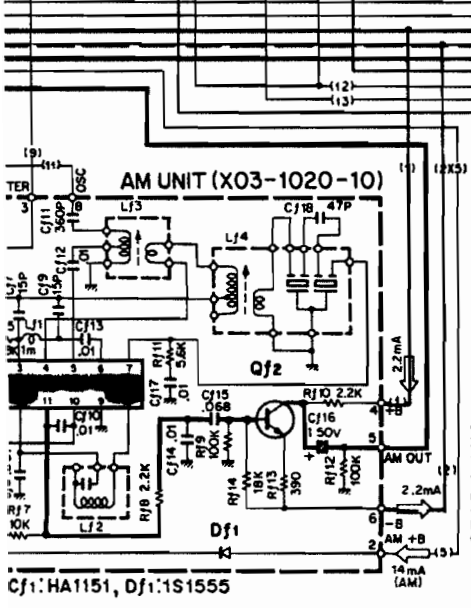 (12)
(13)
(9)
(11)
(1)
(2X5)
TER
3
8
OSC
AM UNIT (X03-1020-10)
Cf11
360P
Lf3
Cf18
47P
Lf4
Cf12
.01
Cf9
15P
15P
Cf13
.01
1m
3
4
5
6
7
Rf11
5.6K
Cf17
.01
Qf2
2.2mA
Rf10 2.2K
4
+B
11
10
9
Cf10
.01
Cf15
.068
Cf16
1 50V
5
AM OUT
Cf14 .01
Rf9
100K
Rf14
18K
Rf13
390
Rf12
100K
(2)
Rf8 2.2K
Rf7
10K
Lf2
2.2mA
6
-B
Df1
2
AM +B
(5)
14mA
(AM)
Cf1:HA1151, Df1:1S1555